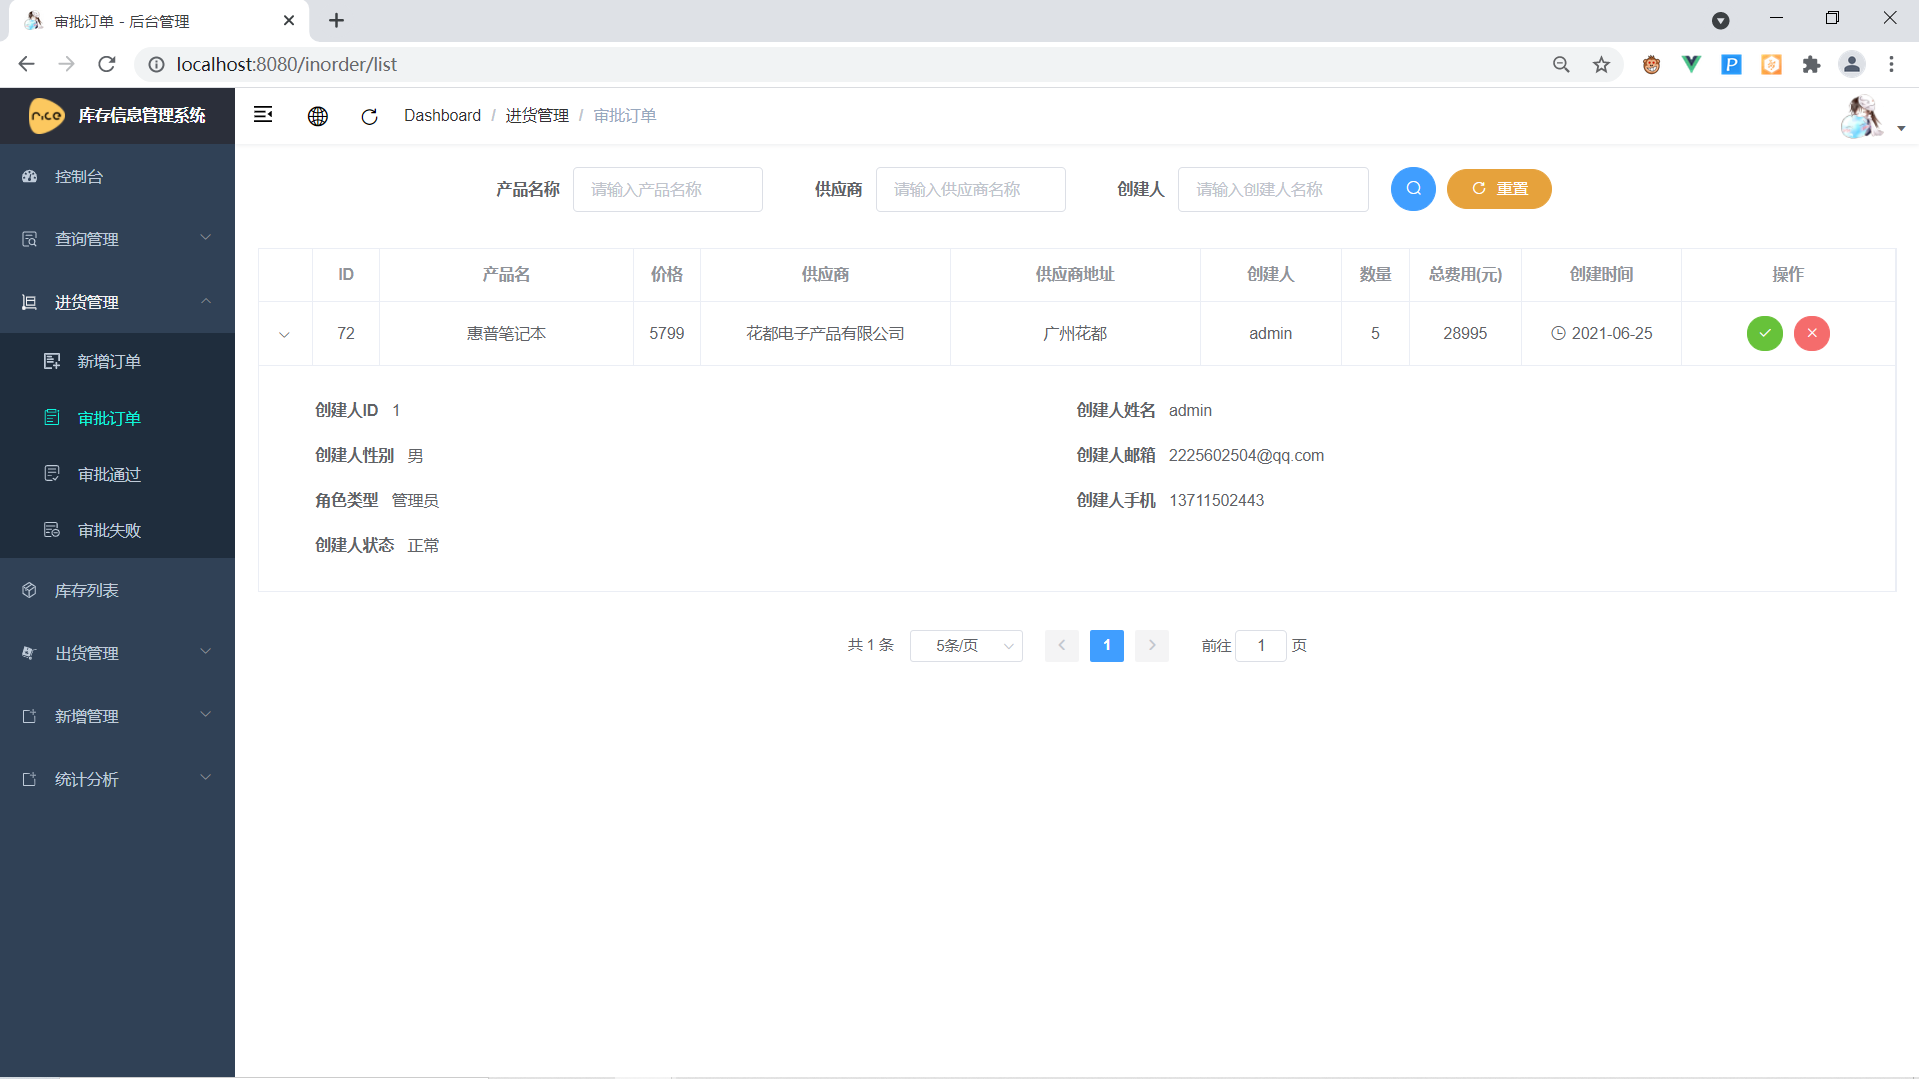 审批订单 - 后台管理
localhost:8080/inorder/list
nice 库存信息管理系统
Dashboard / 进货管理 / 审批订单
控制台
查询管理
进货管理
新增订单
审批订单
审批通过
审批失败
库存列表
出货管理
新增管理
统计分析
产品名称 请输入产品名称 供应商 请输入供应商名称 创建人 请输入创建人名称 重置
ID 产品名 价格 供应商 供应商地址 创建人 数量 总费用(元) 创建时间 操作
72 惠普笔记本 5799 花都电子产品有限公司 广州花都 admin 5 28995 2021-06-25
创建人ID 1 创建人姓名 admin
创建人性别 男 创建人邮箱 2225602504@qq.com
角色类型 管理员 创建人手机 13711502443
创建人状态 正常
共 1 条 5条/页 1 前往 1 页